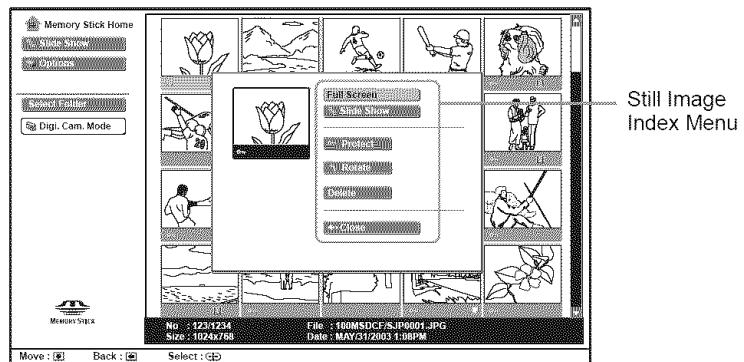 Memory Stick Home
Slide Show
Options
Select Folder
Digi. Cam. Mode
Full Screen
Slide Show
Protect
Rotate
Delete
Close
Still Image
Index Menu
MEMORY STICK
No : 123/1234
File : 100MSDCF/SJP0001.JPG
Size : 1024x768
Date : MAY/31/2003 1:08PM
Move :
Back :
Select :